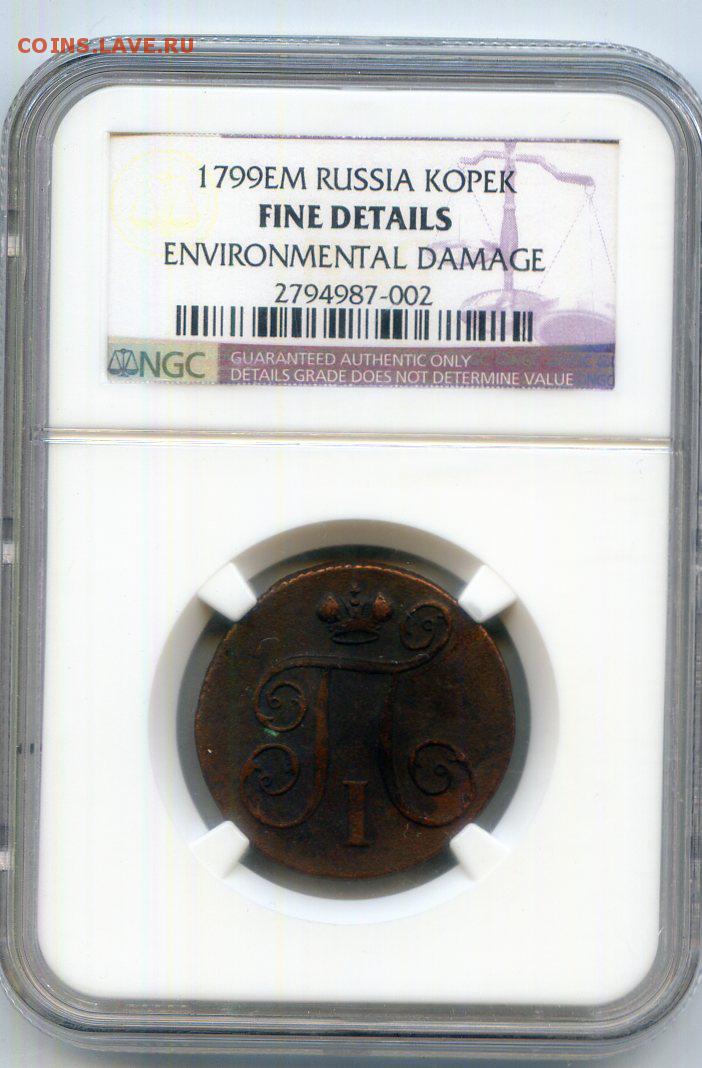 COINS.LAVE.RU
1799EM RUSSIA KOPEK
FINE DETAILS
ENVIRONMENTAL DAMAGE
2794987-002
NGC GUARANTEED AUTHENTIC ONLY
DETAILS GRADE DOES NOT DETERMINE VALUE NGC
П
I